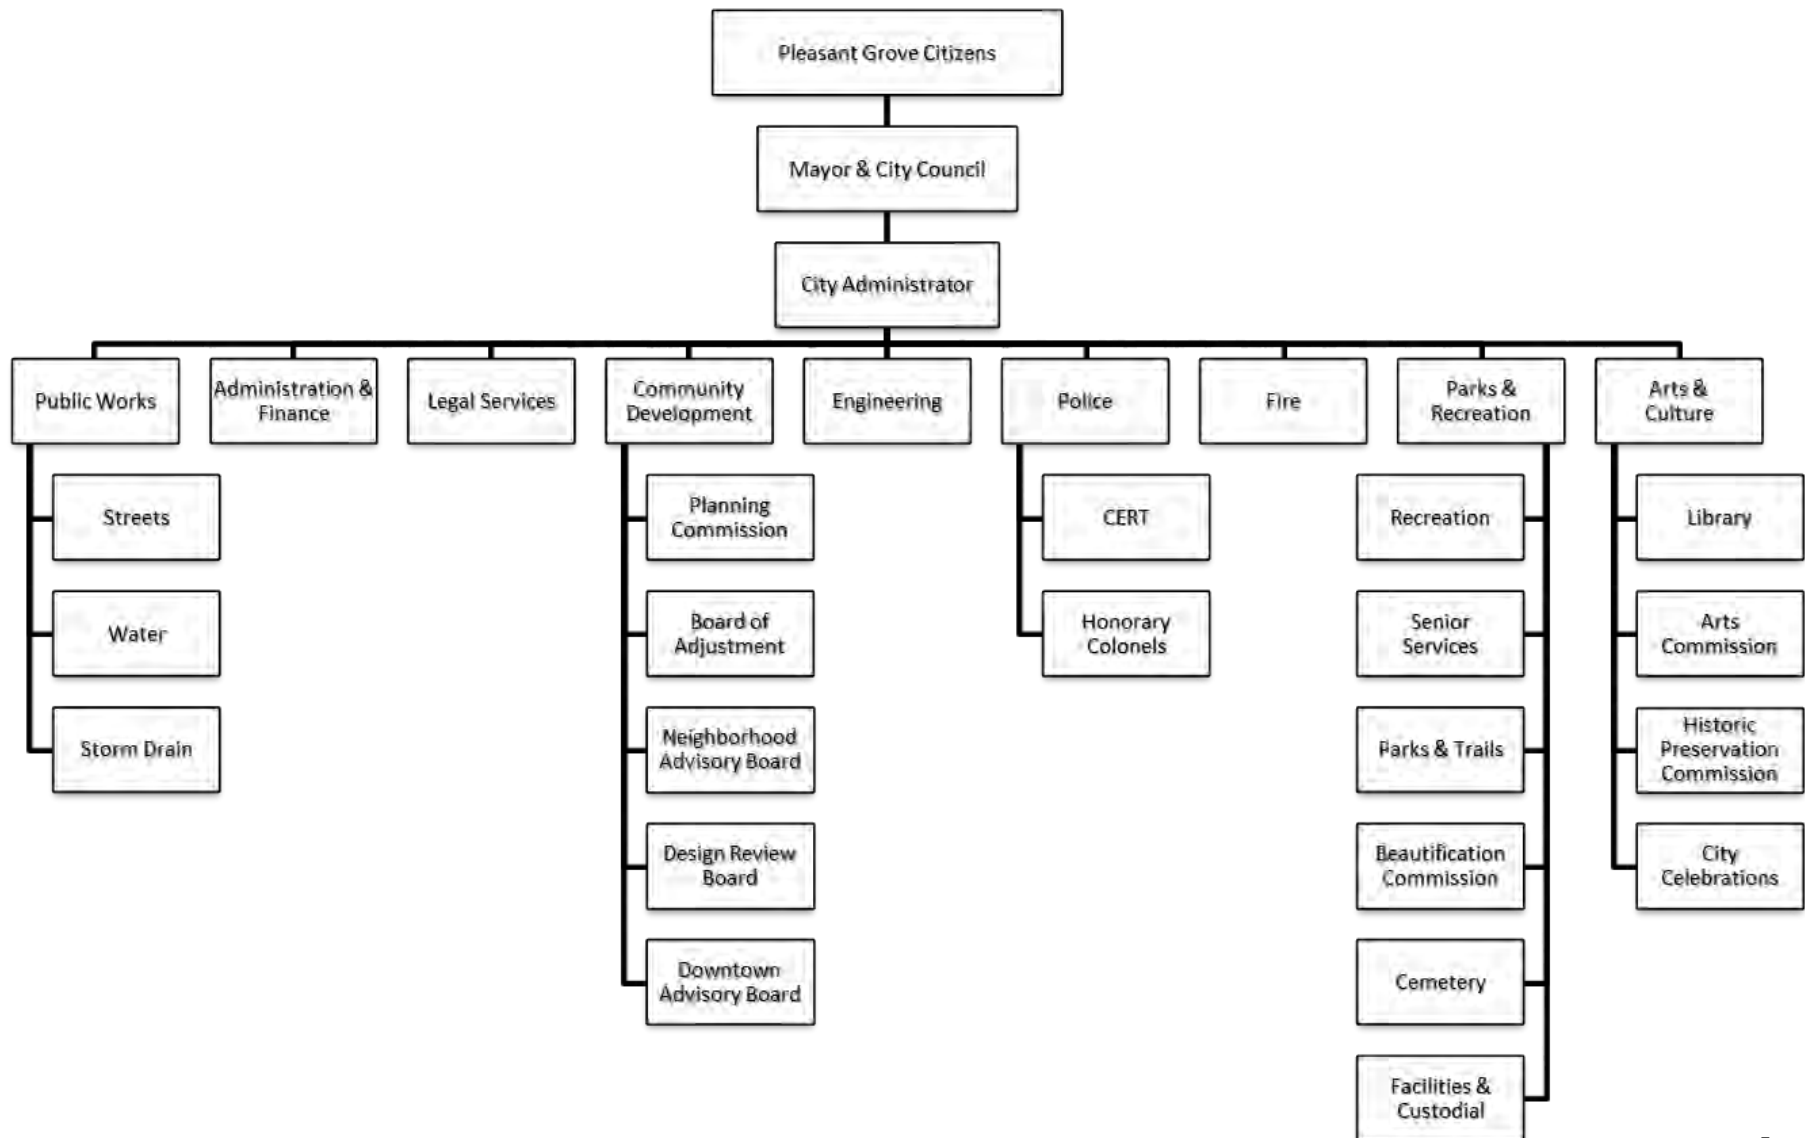 Pleasant Grove Citizens
Mayor & City Council
City Administrator
Public Works
Administration &
Finance
Legal Services
Community
Development
Engineering
Police
Fire
Parks &
Recreation
Arts &
Culture
Streets
Water
Storm Drain
Planning
Commission
Board of
Adjustment
Neighborhood
Advisory Board
Design Review
Board
Downtown
Advisory Board
CERT
Honorary
Colonels
Recreation
Senior
Services
Parks & Trails
Beautification
Commission
Cemetery
Facilities &
Custodial
Library
Arts
Commission
Historic
Preservation
Commission
City
Celebrations